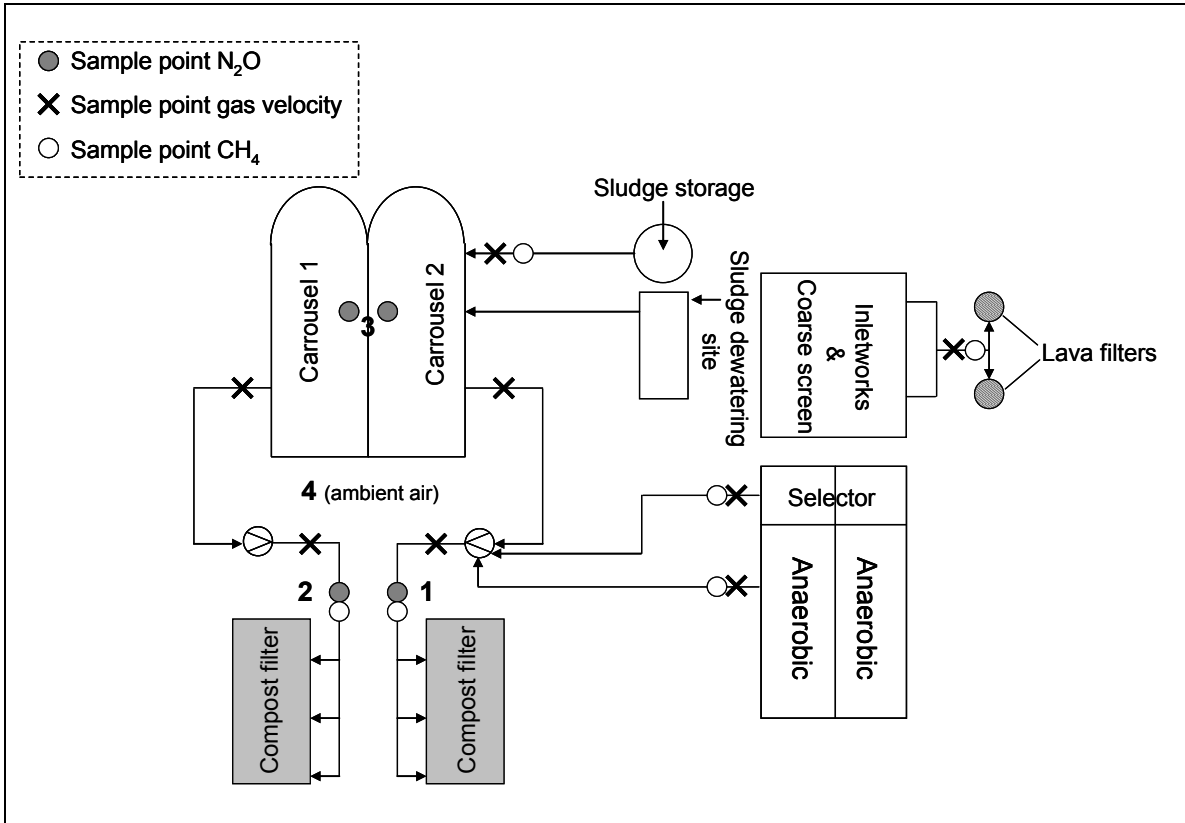 Sample point N₂O
Sample point gas velocity
Sample point CH₄
Sludge storage
Carrousel 1
Carrousel 2
3
Sludge dewatering
site
Inletworks
&
Coarse screen
Lava filters
4 (ambient air)
Selector
Anaerobic
Anaerobic
2
1
Compost filter
Compost filter